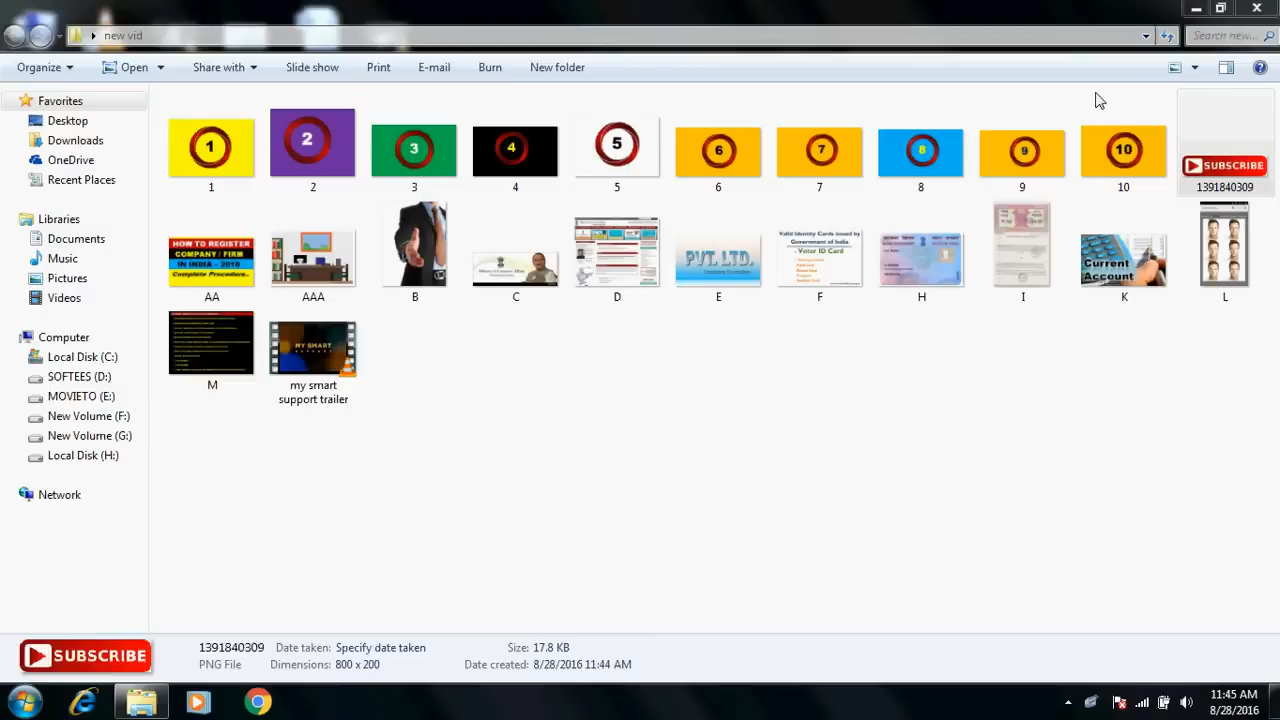 new vid
Search new...
Organize
Open
Share with
Slide show
Print
E-mail
Burn
New folder
Favorites
Desktop
Downloads
OneDrive
Recent Places
Libraries
Documents
Music
Pictures
Videos
Computer
Local Disk (C:)
SOFTEES (D:)
MOVIETO (E:)
New Volume (F:)
New Volume (G:)
Local Disk (H:)
Network
1
2
3
4
5
6
7
8
9
10
SUBSCRIBE
1
2
3
4
5
6
7
8
9
10
1391840309
HOW TO REGISTER
COMPANY / FIRM
IN INDIA - 2016
Complete Procedure..
PVT. LTD.
Valid Identity Cards issued by
Government of India
- Voter ID Card
Current
Account
AA
AAA
B
C
D
E
F
H
I
K
L
MY SMART
SUPPORT
M
my smart
support trailer
SUBSCRIBE
1391840309
Date taken: Specify date taken
Size: 17.8 KB
PNG File
Dimensions: 800 x 200
Date created: 8/28/2016 11:44 AM
11:45 AM
8/28/2016